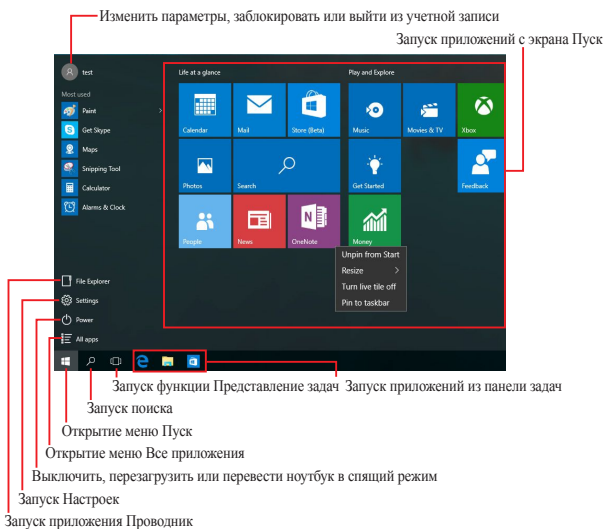 Изменить параметры, заблокировать или выйти из учетной записи
Запуск приложений с экрана Пуск
test
Life at a glance
Play and Explore
Most used
Paint
Get Skype
Maps
Snipping Tool
Calculator
Alarms & Clock
Calendar
Mail
Store (Beta)
Music
Movies & TV
Xbox
Photos
Search
Get Started
Feedback
People
News
OneNote
Money
Unpin from Start
Resize
Turn live tile off
Pin to taskbar
File Explorer
Settings
Power
All apps
Запуск функции Представление задач
Запуск приложений из панели задач
Запуск поиска
Открытие меню Пуск
Открытие меню Все приложения
Выключить, перезагрузить или перевести ноутбук в спящий режим
Запуск Настроек
Запуск приложения Проводник